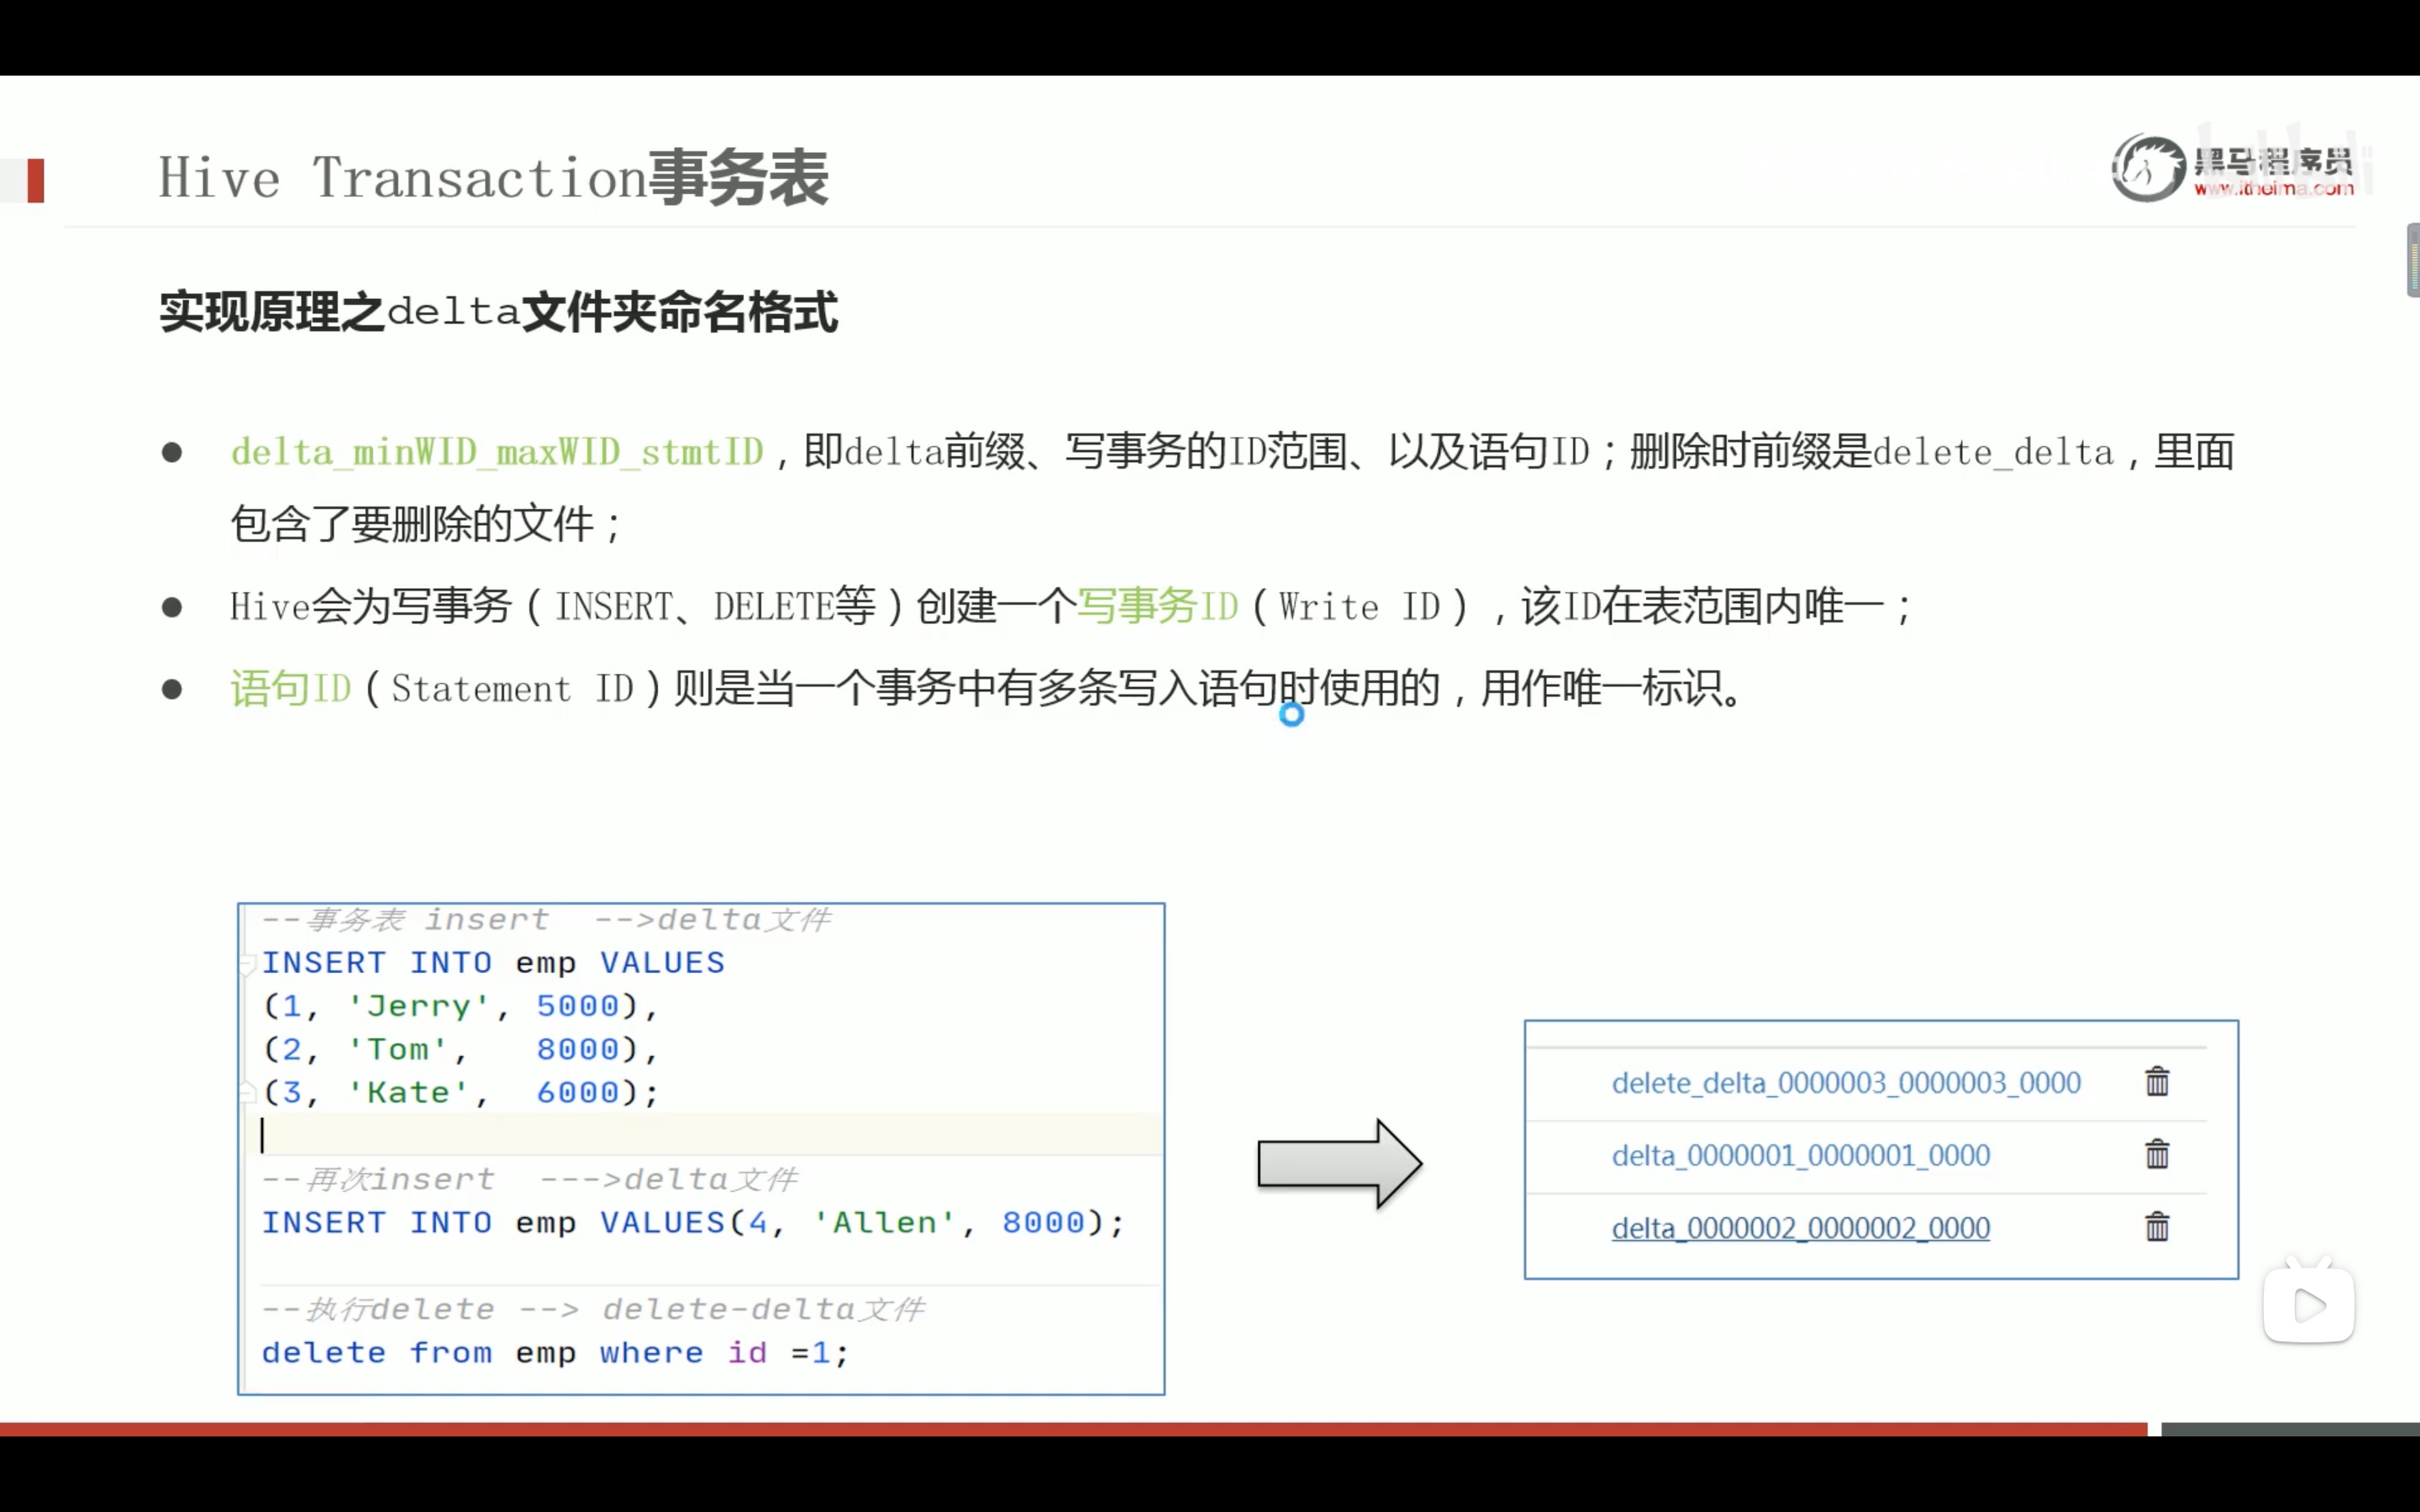 Hive Transaction事务表
黑马程序员
www.itheima.com
实现原理之delta文件夹命名格式
● delta_minWID_maxWID_stmtID，即delta前缀、写事务的ID范围、以及语句ID；删除时前缀是delete_delta，里面
包含了要删除的文件；
● Hive会为写事务（INSERT、DELETE等）创建一个写事务ID（Write ID），该ID在表范围内唯一；
● 语句ID（Statement ID）则是当一个事务中有多条写入语句时使用的，用作唯一标识。
--事务表 insert  -->delta文件
INSERT INTO emp VALUES
(1, 'Jerry', 5000),
(2, 'Tom',   8000),
(3, 'Kate',  6000);
--再次insert  --->delta文件
INSERT INTO emp VALUES(4, 'Allen', 8000);
--执行delete --> delete-delta文件
delete from emp where id =1;
delete_delta_0000003_0000003_0000
delta_0000001_0000001_0000
delta_0000002_0000002_0000